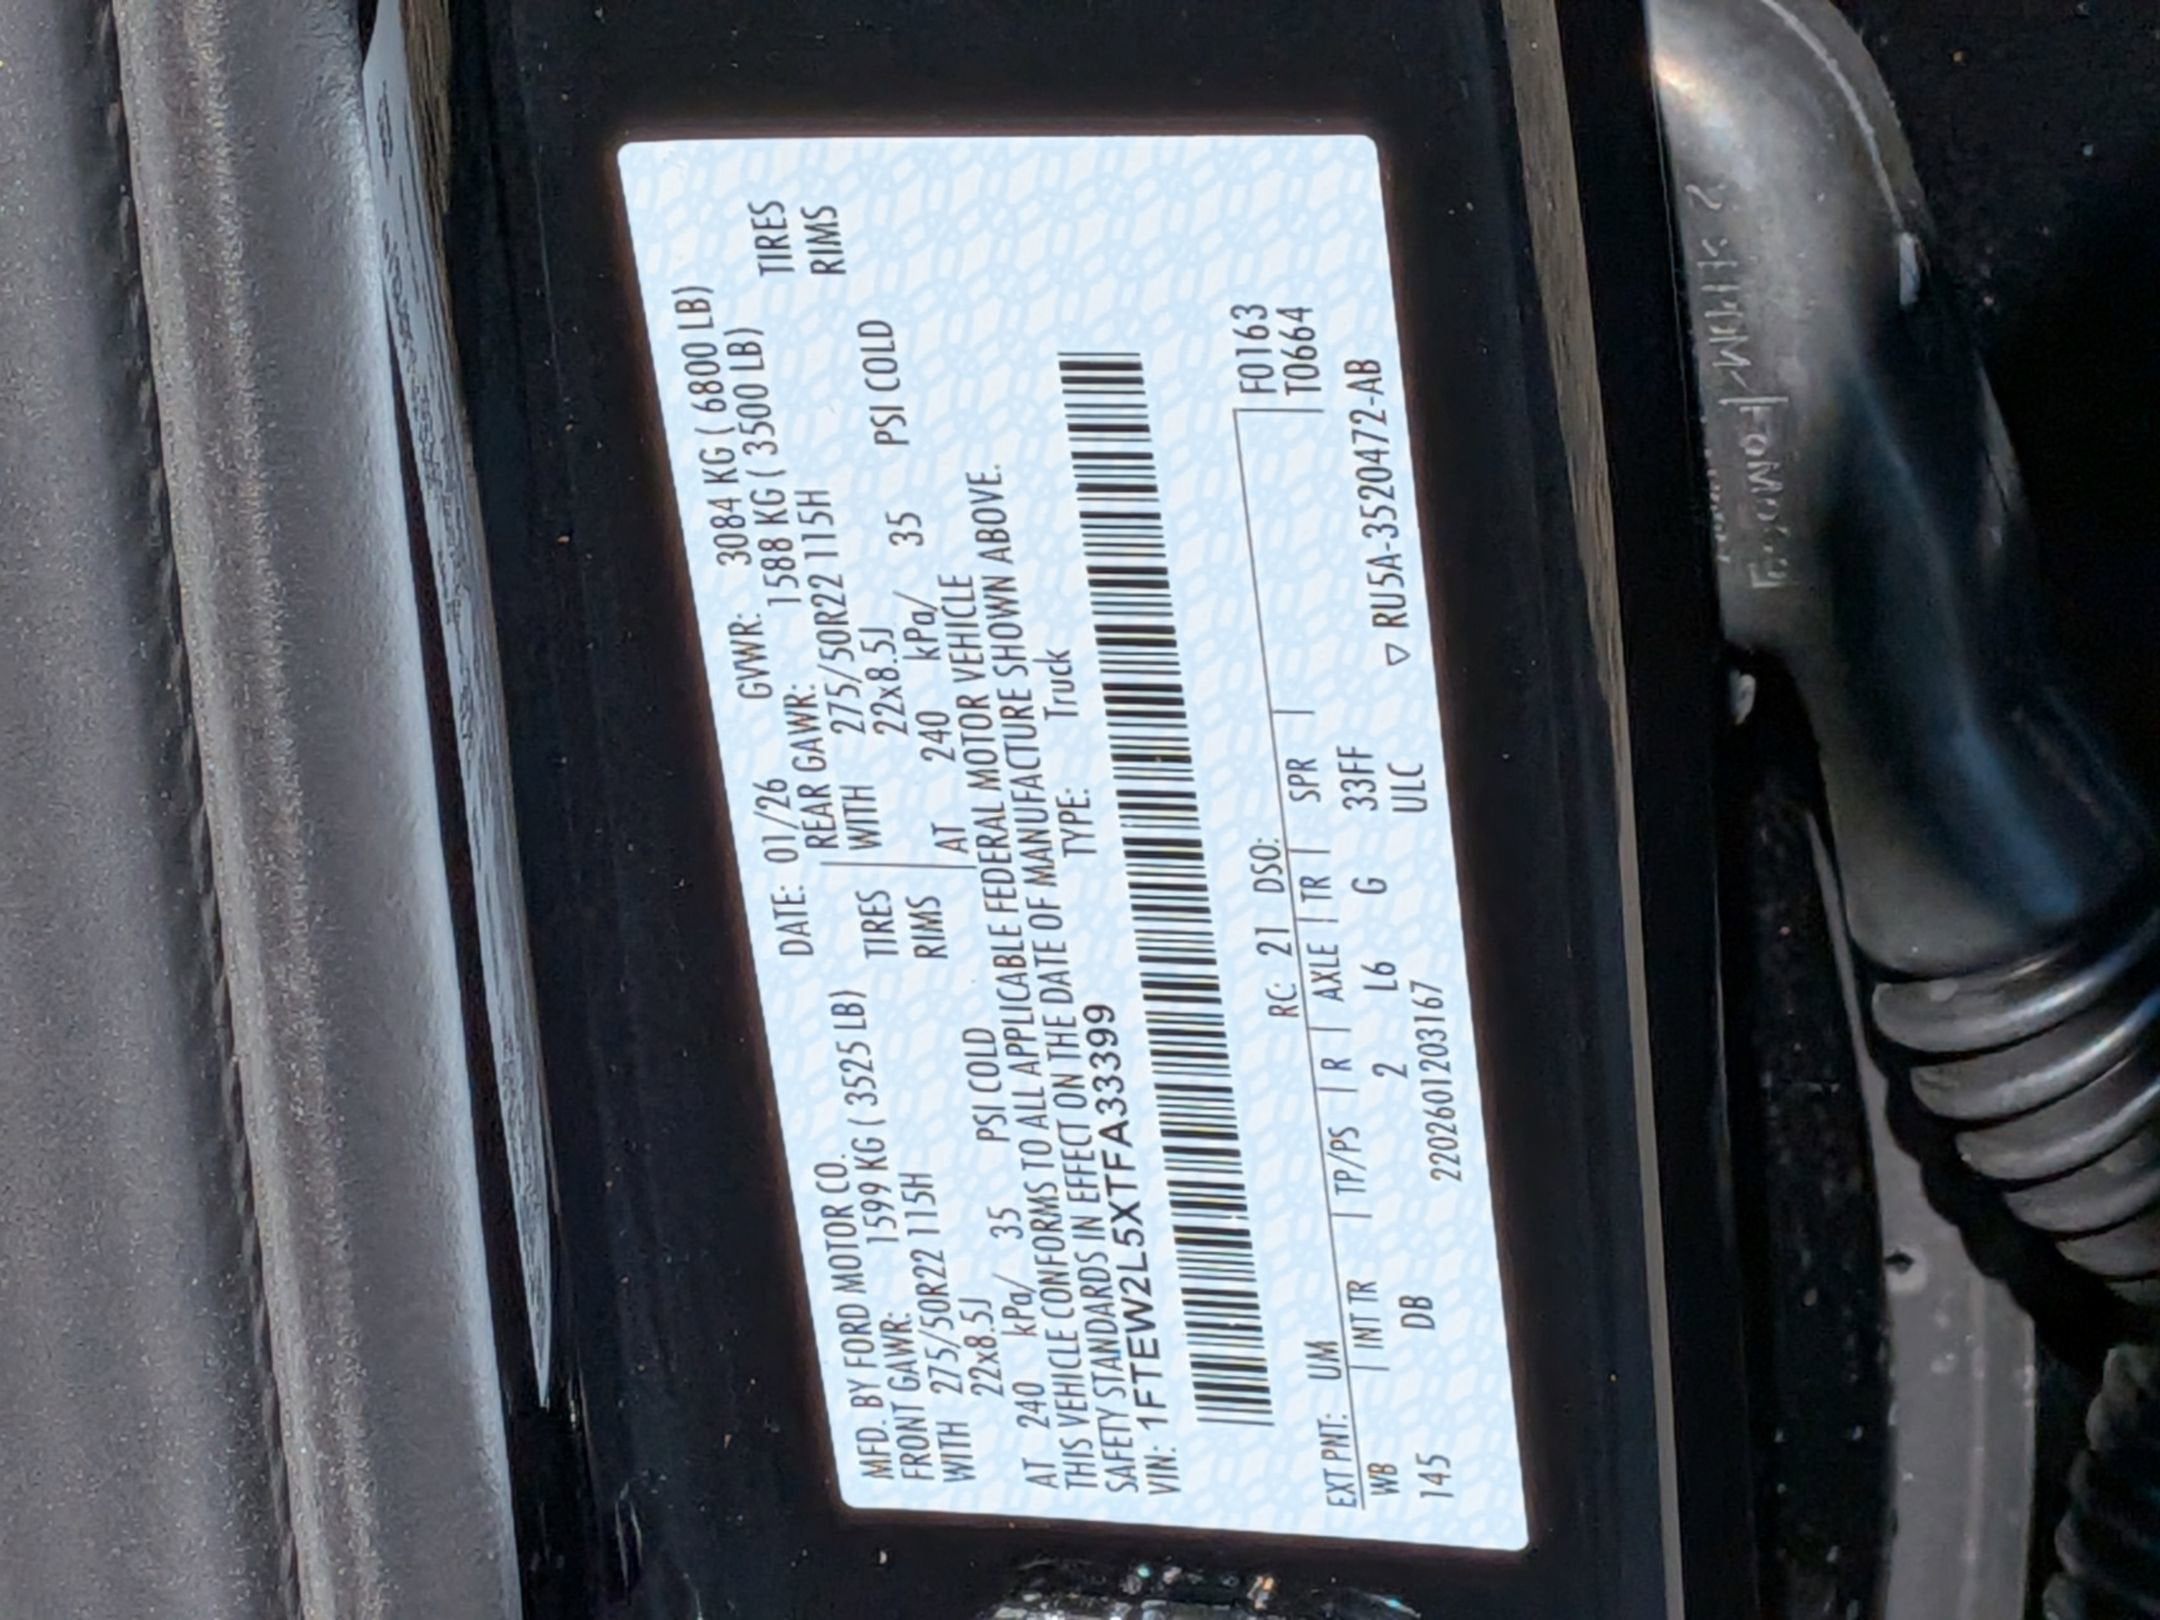 MFD. BY FORD MOTOR CO. DATE: 01/26 GVWR: 3084 KG ( 6800 LB)
FRONT GAWR: 1599 KG ( 3525 LB) REAR GAWR: 1588 KG ( 3500 LB)
WITH 275/50R22 115H TIRES WITH 275/50R22 115H TIRES
22x8.5J RIMS 22x8.5J RIMS
AT 240 kPa/ 35 PSI COLD AT 240 kPa/ 35 PSI COLD
THIS VEHICLE CONFORMS TO ALL APPLICABLE FEDERAL MOTOR VEHICLE
SAFETY STANDARDS IN EFFECT ON THE DATE OF MANUFACTURE SHOWN ABOVE.
VIN: 1FTEW2L5XTFA33399 TYPE: Truck
EXT PNT: UM RC: 21 DSO: F0163
WB | INT TR | TP/PS | R | AXLE | TR | SPR | T0664
145 DB 2 L6 G 33FF
2202601203167 ULC ▽ RU5A-3520472-AB
FoMoCo